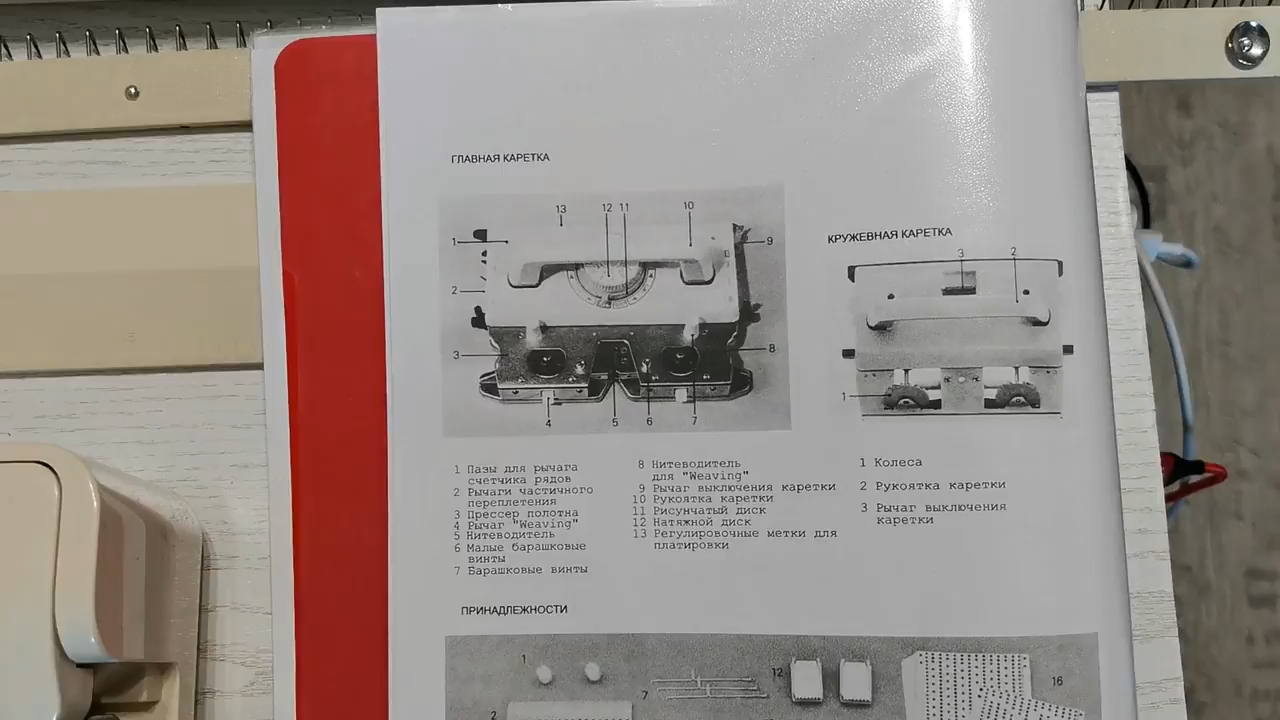 ГЛАВНАЯ КАРЕТКА
13
12
11
10
1
9
2
3
8
4
5
6
7
1 Пазы для рычага
счетчика рядов
2 Рычаги частичного
переплетения
3 Прессер полотна
4 Рычаг "Weaving"
5 Нитеводитель
6 Малые барашковые
винты
7 Барашковые винты
8 Нитеводитель
для "Weaving"
9 Рычаг выключения каретки
10 Рукоятка каретки
11 Рисунчатый диск
12 Натяжной диск
13 Регулировочные метки для
платировки
КРУЖЕВНАЯ КАРЕТКА
3
2
1
1 Колеса
2 Рукоятка каретки
3 Рычаг выключения
каретки
ПРИНАДЛЕЖНОСТИ
1
12
16
7
2